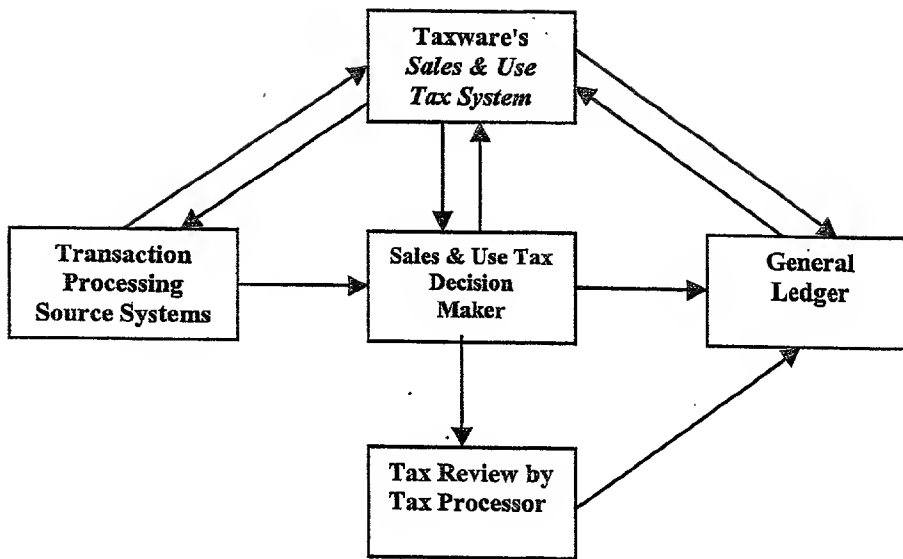 Taxware's
Sales & Use
Tax System
Transaction
Processing
Source Systems
Sales & Use Tax
Decision
Maker
General
Ledger
Tax Review by
Tax Processor